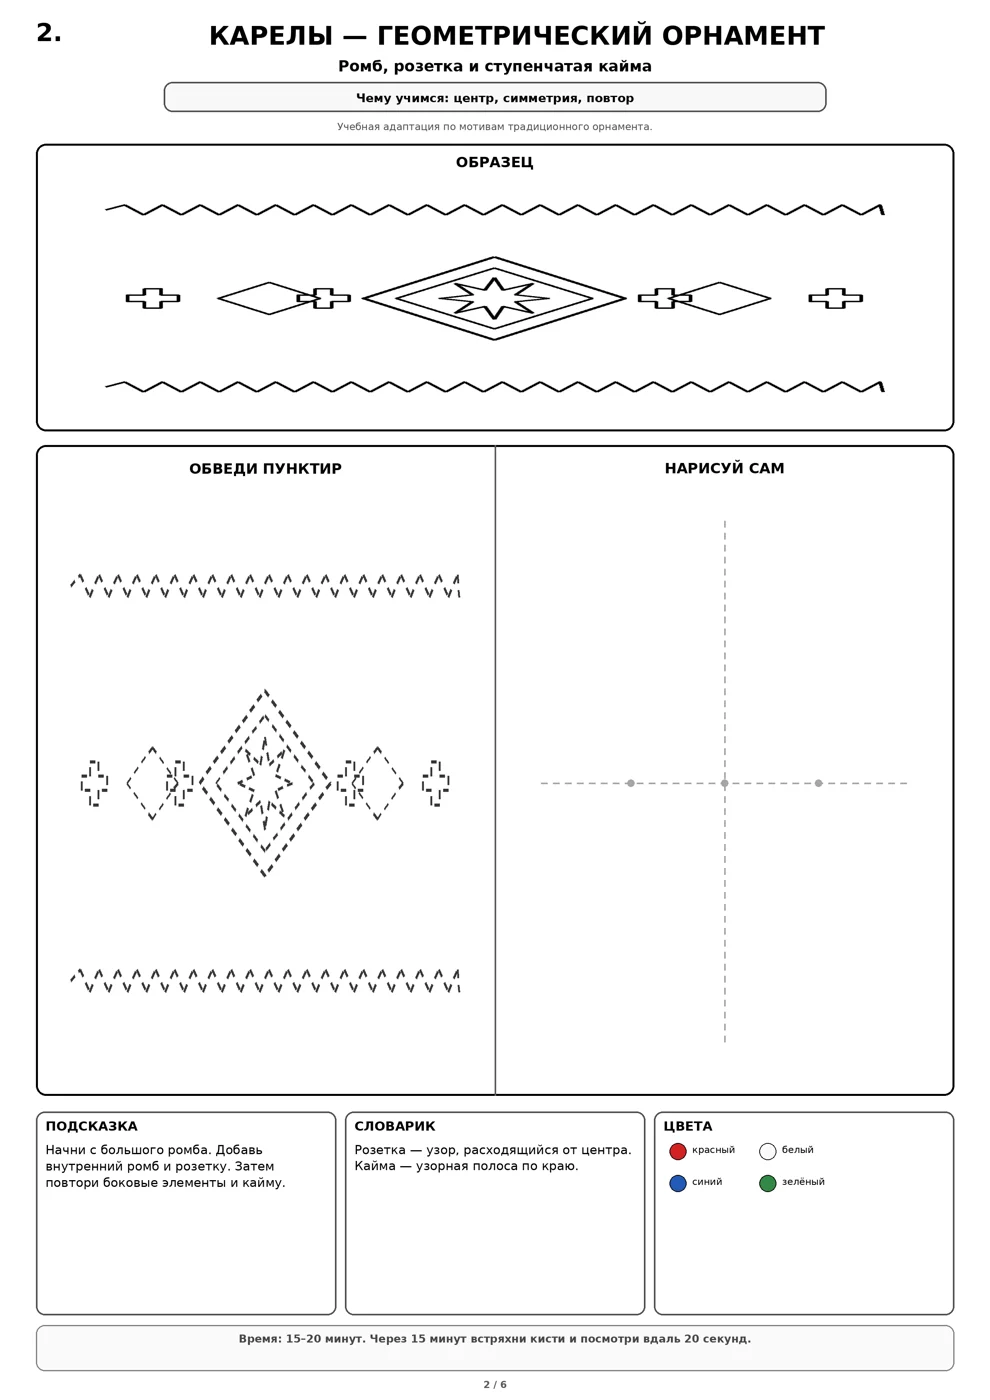 2.
КАРЕЛЫ — ГЕОМЕТРИЧЕСКИЙ ОРНАМЕНТ
Ромб, розетка и ступенчатая кайма
Чему учимся: центр, симметрия, повтор
Учебная адаптация по мотивам традиционного орнамента.
ОБРАЗЕЦ
ОБВЕДИ ПУНКТИР
НАРИСУЙ САМ
ПОДСКАЗКА
Начни с большого ромба. Добавь
внутренний ромб и розетку. Затем
повтори боковые элементы и кайму.
СЛОВАРИК
Розетка — узор, расходящийся от центра.
Кайма — узорная полоса по краю.
ЦВЕТА
красный
белый
синий
зелёный
Время: 15–20 минут. Через 15 минут встряхни кисти и посмотри вдаль 20 секунд.
2 / 6